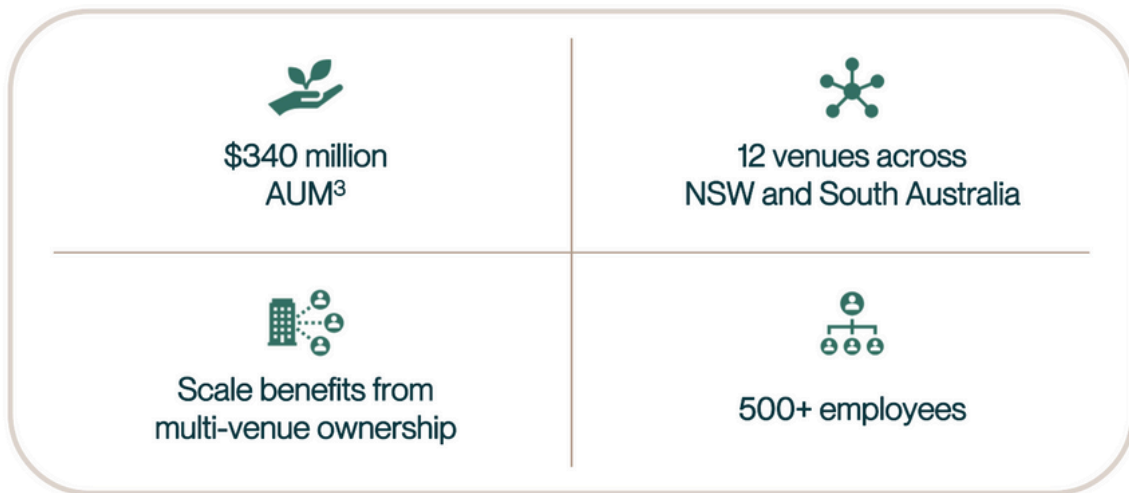 $340 million
AUM³
12 venues across
NSW and South Australia
Scale benefits from
multi-venue ownership
500+ employees